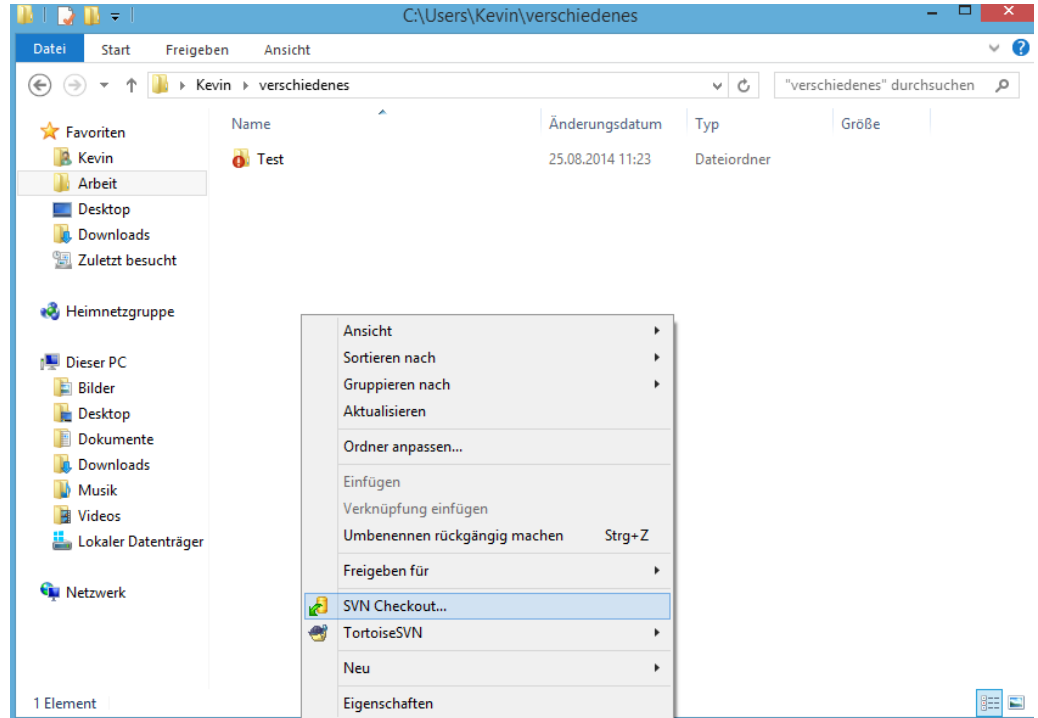 C:\Users\Kevin\verschiedenes
Datei Start Freigeben Ansicht
Kevin verschiedenes "verschiedenes" durchsuchen
Name Änderungsdatum Typ Größe
Test 25.08.2014 11:23 Dateiordner
Favoriten
Kevin
Arbeit
Desktop
Downloads
Zuletzt besucht
Heimnetzgruppe
Dieser PC
Bilder
Desktop
Dokumente
Downloads
Musik
Videos
Lokaler Datenträger
Netzwerk
Ansicht
Sortieren nach
Gruppieren nach
Aktualisieren
Ordner anpassen...
Einfügen
Verknüpfung einfügen
Umbenennen rückgängig machen Strg+Z
Freigeben für
SVN Checkout...
TortoiseSVN
Neu
Eigenschaften
1 Element